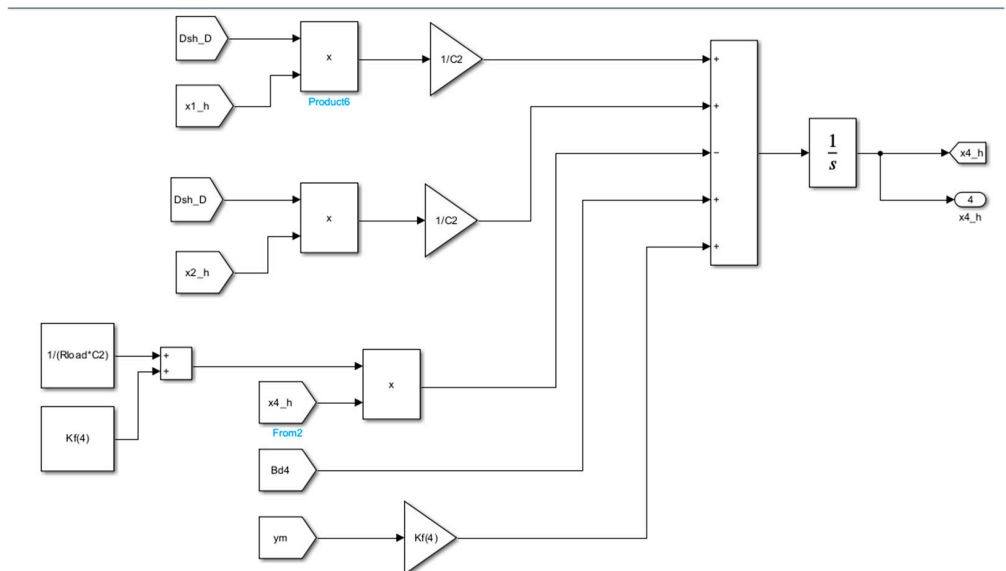 Dsh_D
x
1/C2
x1_h
Product6
+
+
−
+
+
1
s
x4_h
4
x4_h
Dsh_D
x
1/C2
x2_h
1/(Rload*C2)
+
+
x
x4_h
From2
Kf(4)
Bd4
ym
Kf(4)